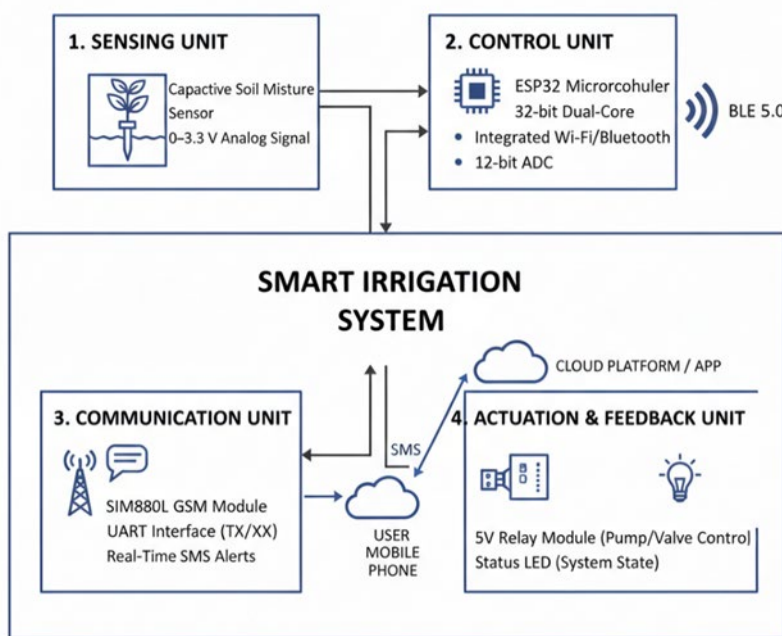 1. SENSING UNIT
Capactive Soil Misture
Sensor
0–3.3 V Analog Signal
2. CONTROL UNIT
ESP32 Microrcohuler
32-bit Dual-Core
• Integrated Wi-Fi/Bluetooth
• 12-bit ADC
BLE 5.0
SMART IRRIGATION
SYSTEM
CLOUD PLATFORM / APP
3. COMMUNICATION UNIT
SIM880L GSM Module
UART Interface (TX/XX)
Real-Time SMS Alerts
SMS
USER
MOBILE
PHONE
4. ACTUATION & FEEDBACK UNIT
5V Relay Module (Pump/Valve Control)
Status LED (System State)